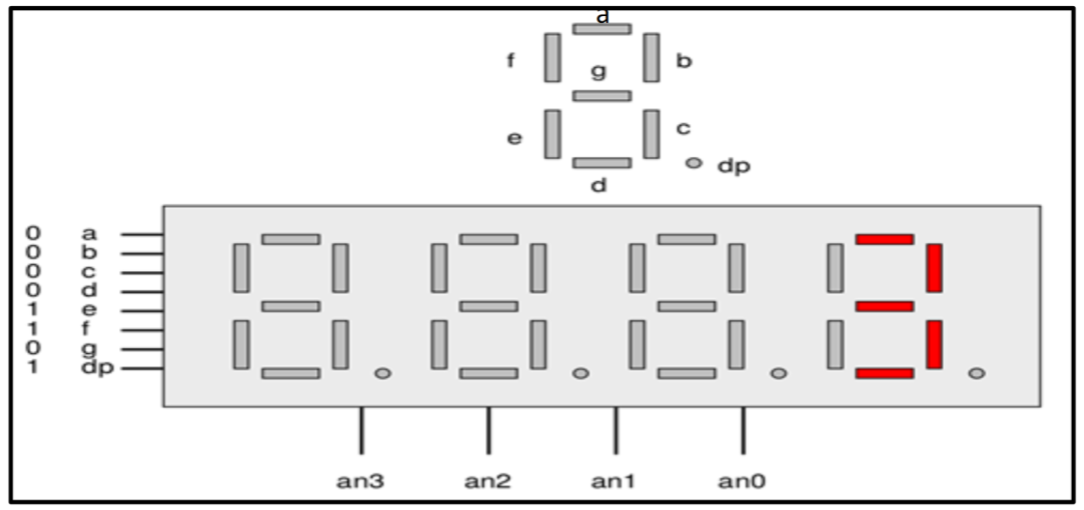 a
f g b
e c
dp
d
0 a
0 b
0 c
0 d
1 e
1 f
0 g
1 dp
an3 an2 an1 an0